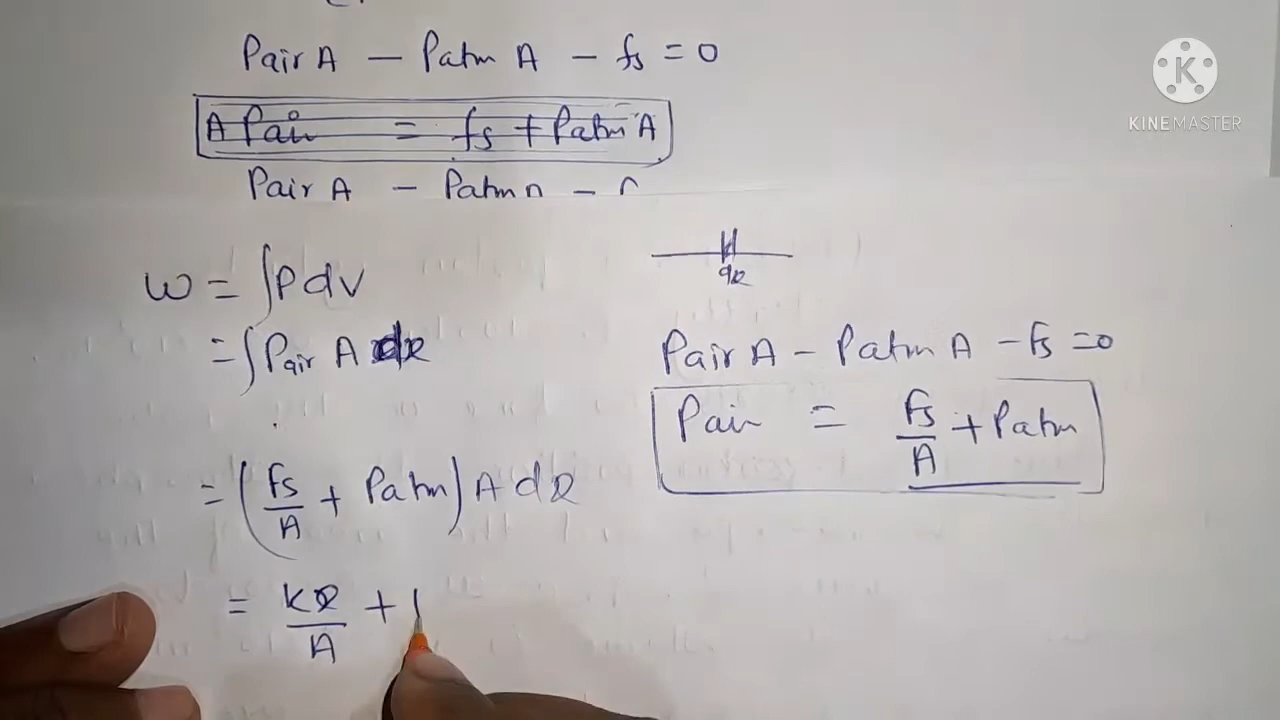 Pair A - Patm A - fs = 0
A Pair = fs + Patm A
Pair A - Patm A -
KINEMASTER
w = ∫P dv
= ∫Pair A dx
dx
Pair A - Patm A - fs = 0
Pair = Fs/A + Patm
= (Fs/A + Patm) A dx
= kx/A +